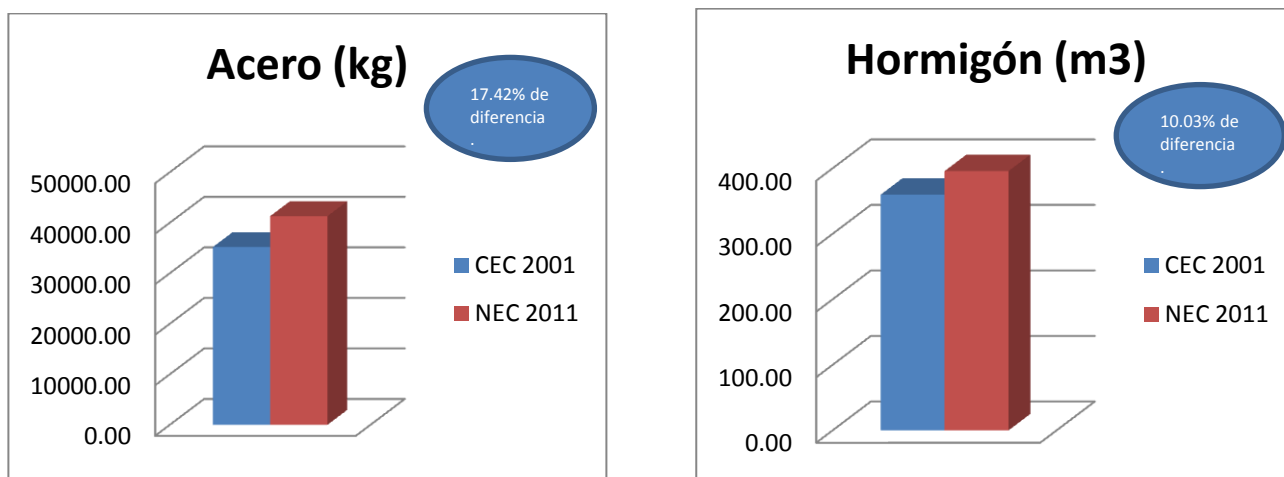 Acero (kg)
17.42% de
diferencia
.
50000.00
40000.00
30000.00
20000.00
10000.00
0.00
CEC 2001
NEC 2011
Hormigón (m3)
10.03% de
diferencia
.
400.00
300.00
200.00
100.00
0.00
CEC 2001
NEC 2011